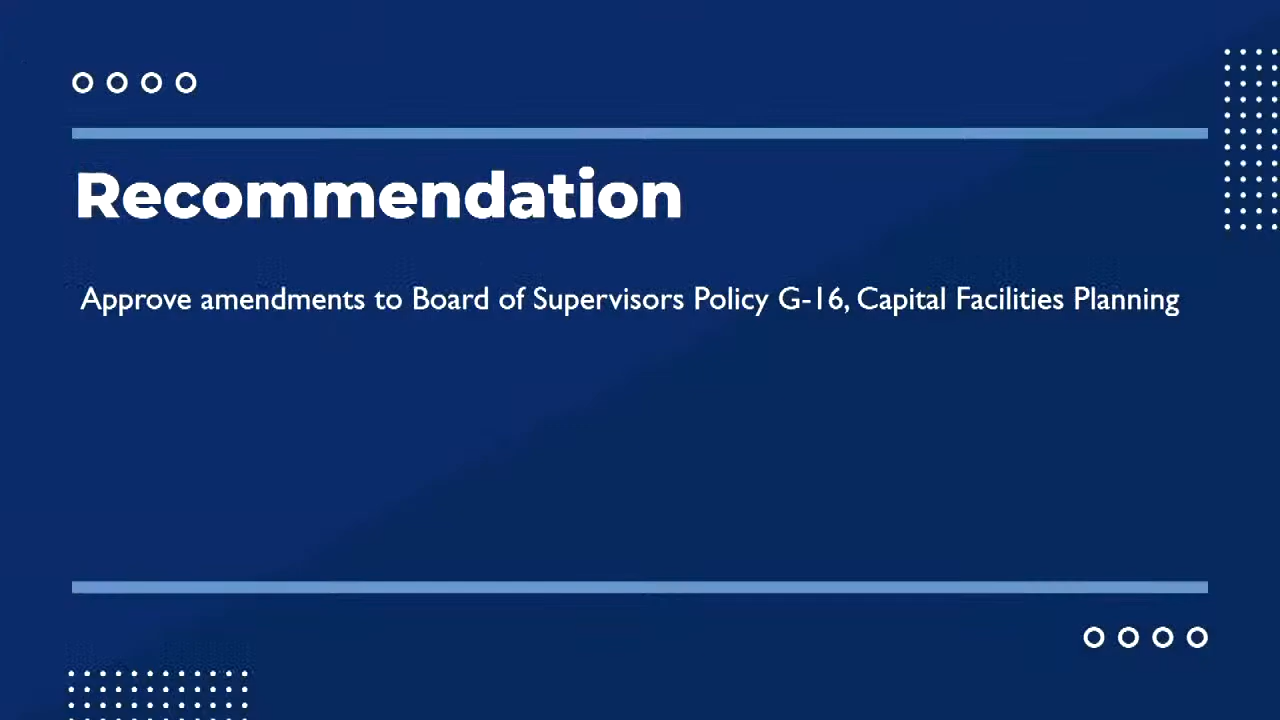 Recommendation
Approve amendments to Board of Supervisors Policy G-16, Capital Facilities Planning